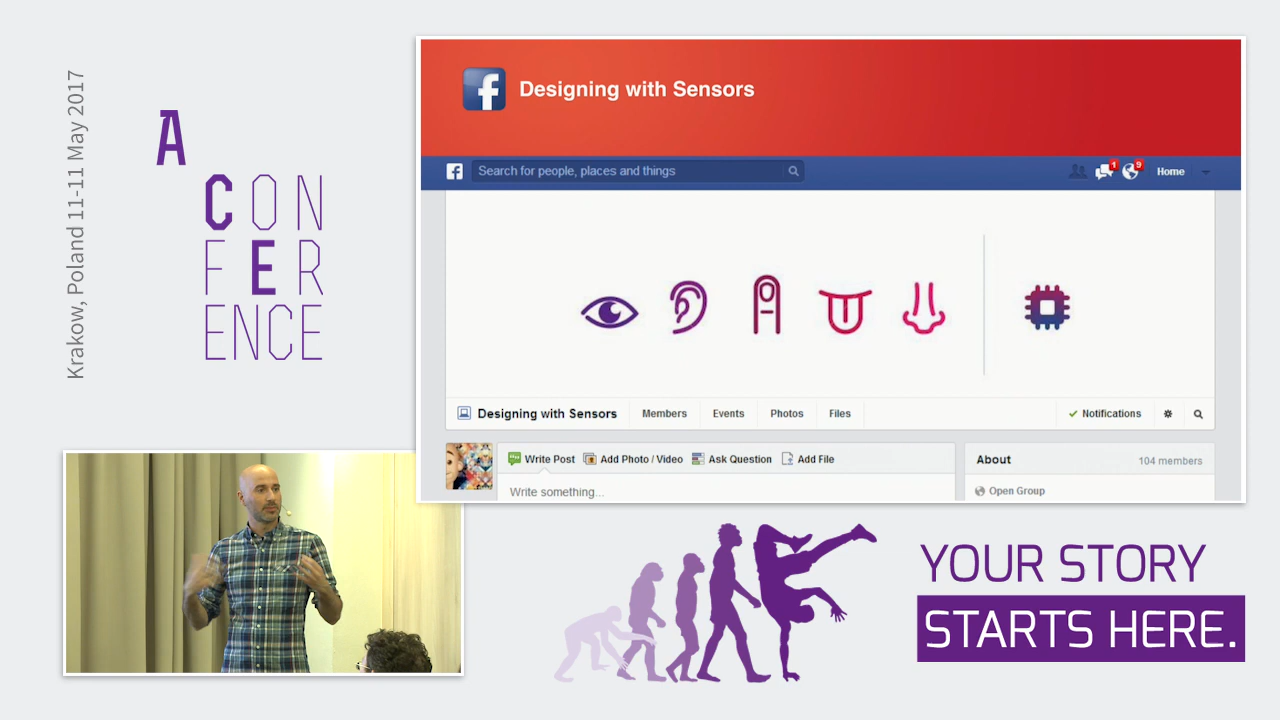 Krakow, Poland 11-11 May 2017
A
CON
FER
ENCE
f Designing with Sensors
f Search for people, places and things 1 9 Home
Designing with Sensors Members Events Photos Files Notifications
Write Post Add Photo / Video Ask Question Add File
Write something...
About 104 members
Open Group
YOUR STORY
STARTS HERE.